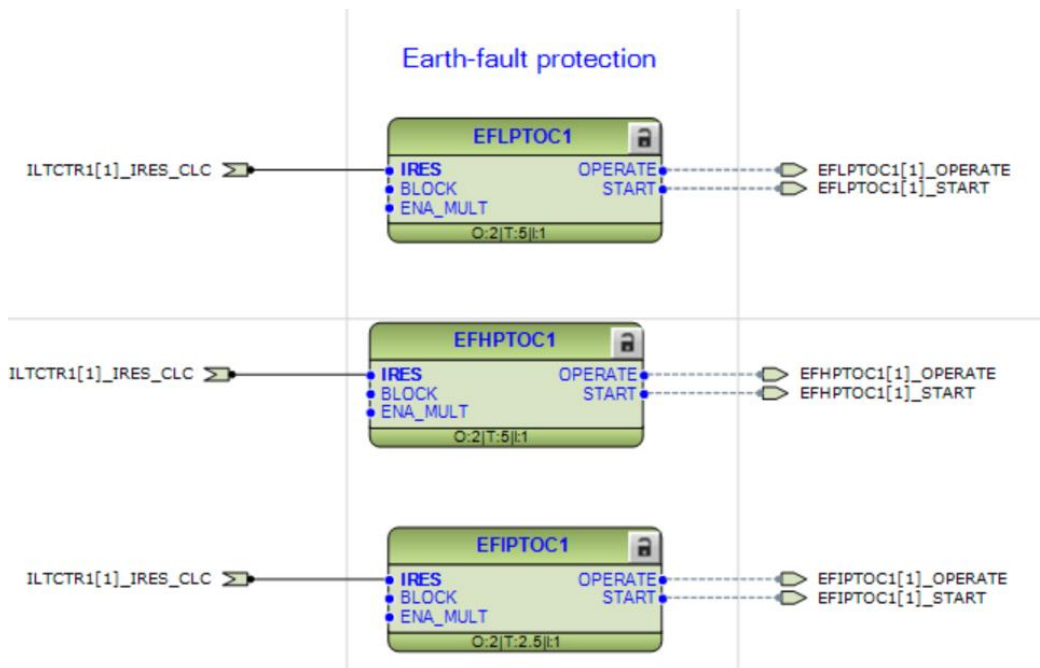 Earth-fault protection
EFLPTOC1
ILTCTR1[1]_IRES_CLC IRES OPERATE EFLPTOC1[1]_OPERATE
BLOCK START EFLPTOC1[1]_START
ENA_MULT
O:2|T:5|I:1
EFHPTOC1
ILTCTR1[1]_IRES_CLC IRES OPERATE EFHPTOC1[1]_OPERATE
BLOCK START EFHPTOC1[1]_START
ENA_MULT
O:2|T:5|I:1
EFIPTOC1
ILTCTR1[1]_IRES_CLC IRES OPERATE EFIPTOC1[1]_OPERATE
BLOCK START EFIPTOC1[1]_START
ENA_MULT
O:2|T:2.5|I:1